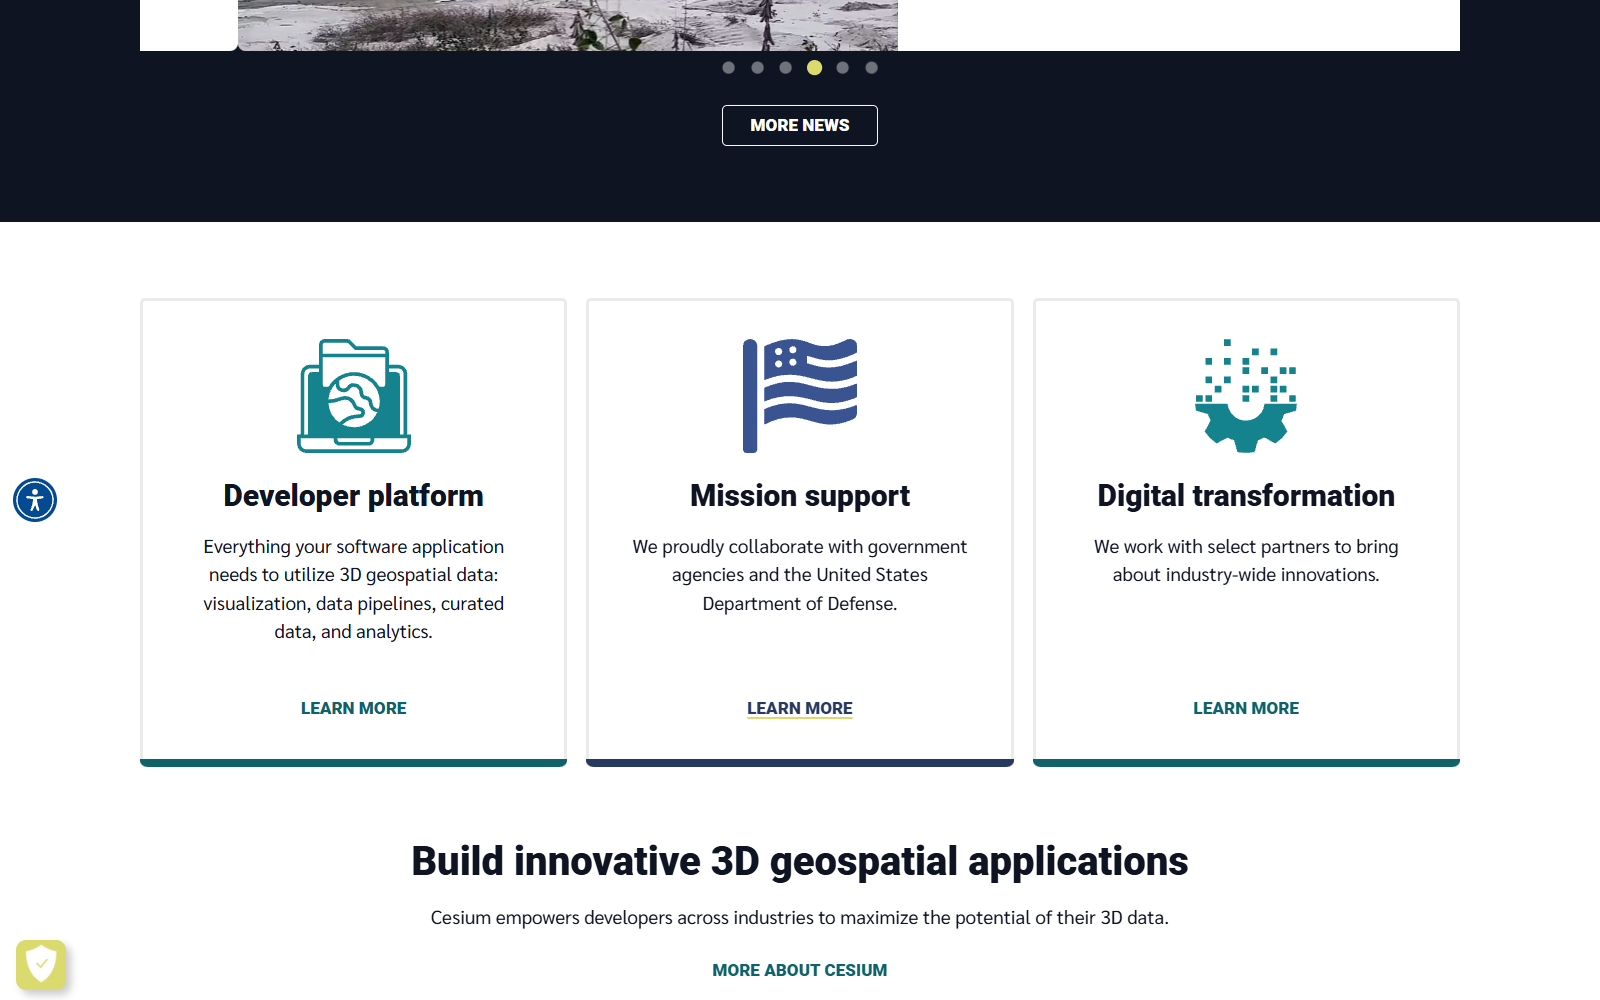 MORE NEWS
Developer platform
Everything your software application
needs to utilize 3D geospatial data:
visualization, data pipelines, curated
data, and analytics.
LEARN MORE
Mission support
We proudly collaborate with government
agencies and the United States
Department of Defense.
LEARN MORE
Digital transformation
We work with select partners to bring
about industry-wide innovations.
LEARN MORE
Build innovative 3D geospatial applications
Cesium empowers developers across industries to maximize the potential of their 3D data.
MORE ABOUT CESIUM